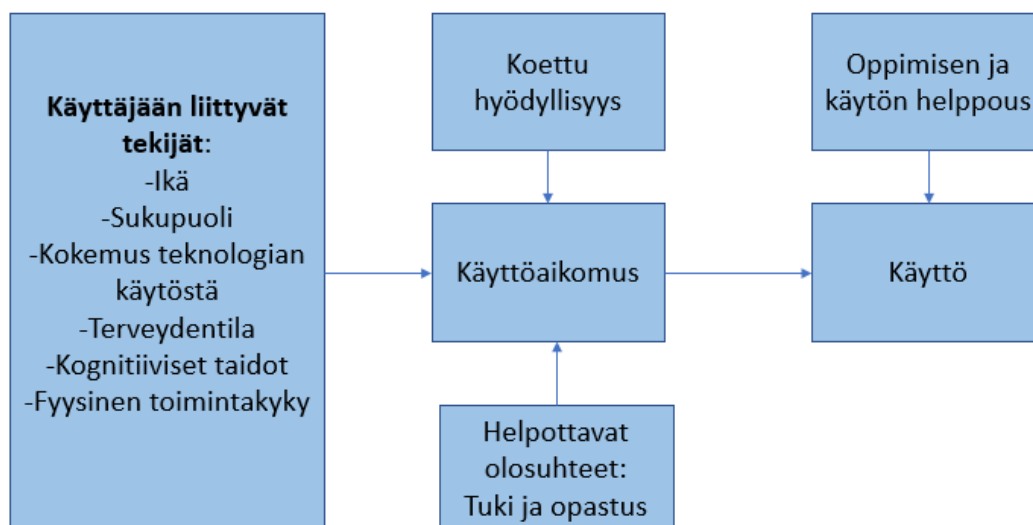 Käyttäjään liittyvät
tekijät:
-Ikä
-Sukupuoli
-Kokemus teknologian
käytöstä
-Terveydentila
-Kognitiiviset taidot
-Fyysinen toimintakyky
Koettu
hyödyllisyys
Käyttöaikomus
Helpottavat
olosuhteet:
Tuki ja opastus
Oppimisen ja
käytön helppous
Käyttö